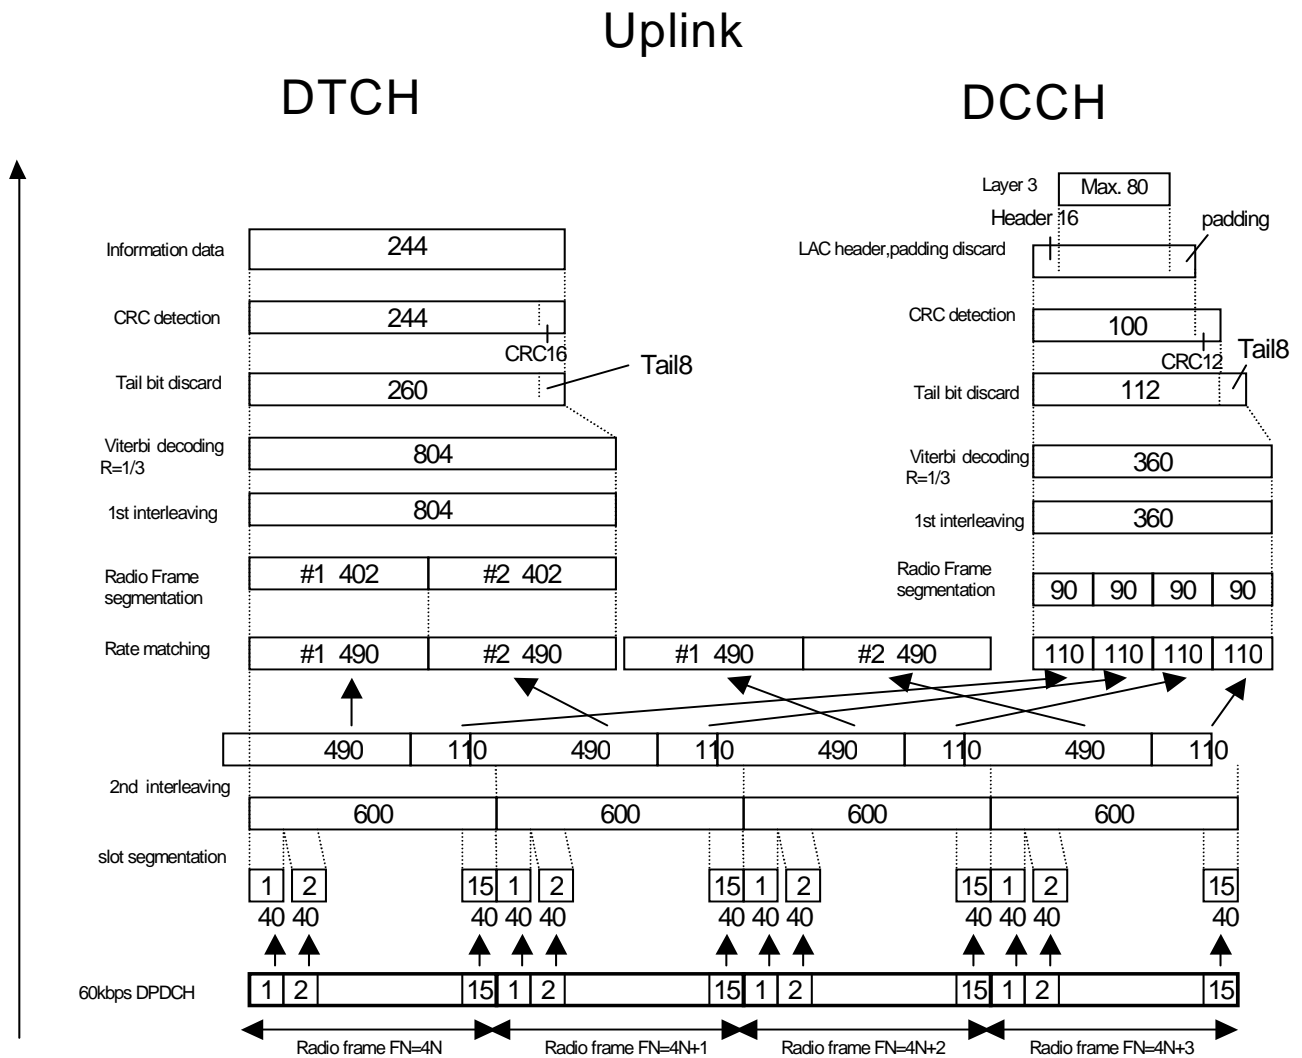 Uplink
DTCH
DCCH
Layer 3
Max. 80
Header 16
padding
Information data
244
LAC header,padding discard
CRC detection
244
CRC16
CRC detection
100
CRC12
Tail bit discard
260
Tail8
Tail bit discard
112
Tail8
Viterbi decoding
R=1/3
804
Viterbi decoding
R=1/3
360
1st interleaving
804
1st interleaving
360
Radio Frame
segmentation
#1 402
#2 402
Radio Frame
segmentation
90 90 90 90
Rate matching
#1 490
#2 490
#1 490
#2 490
110 110 110 110
490 110 490 110 490 110 490 110
2nd interleaving
600 600 600 600
slot segmentation
1 2 15 1 2 15 1 2 15 1 2 15
40 40 40 40 40 40 40 40 40 40 40 40
60kbps DPDCH
1 2 15 1 2 15 1 2 15 1 2 15
Radio frame FN=4N
Radio frame FN=4N+1
Radio frame FN=4N+2
Radio frame FN=4N+3